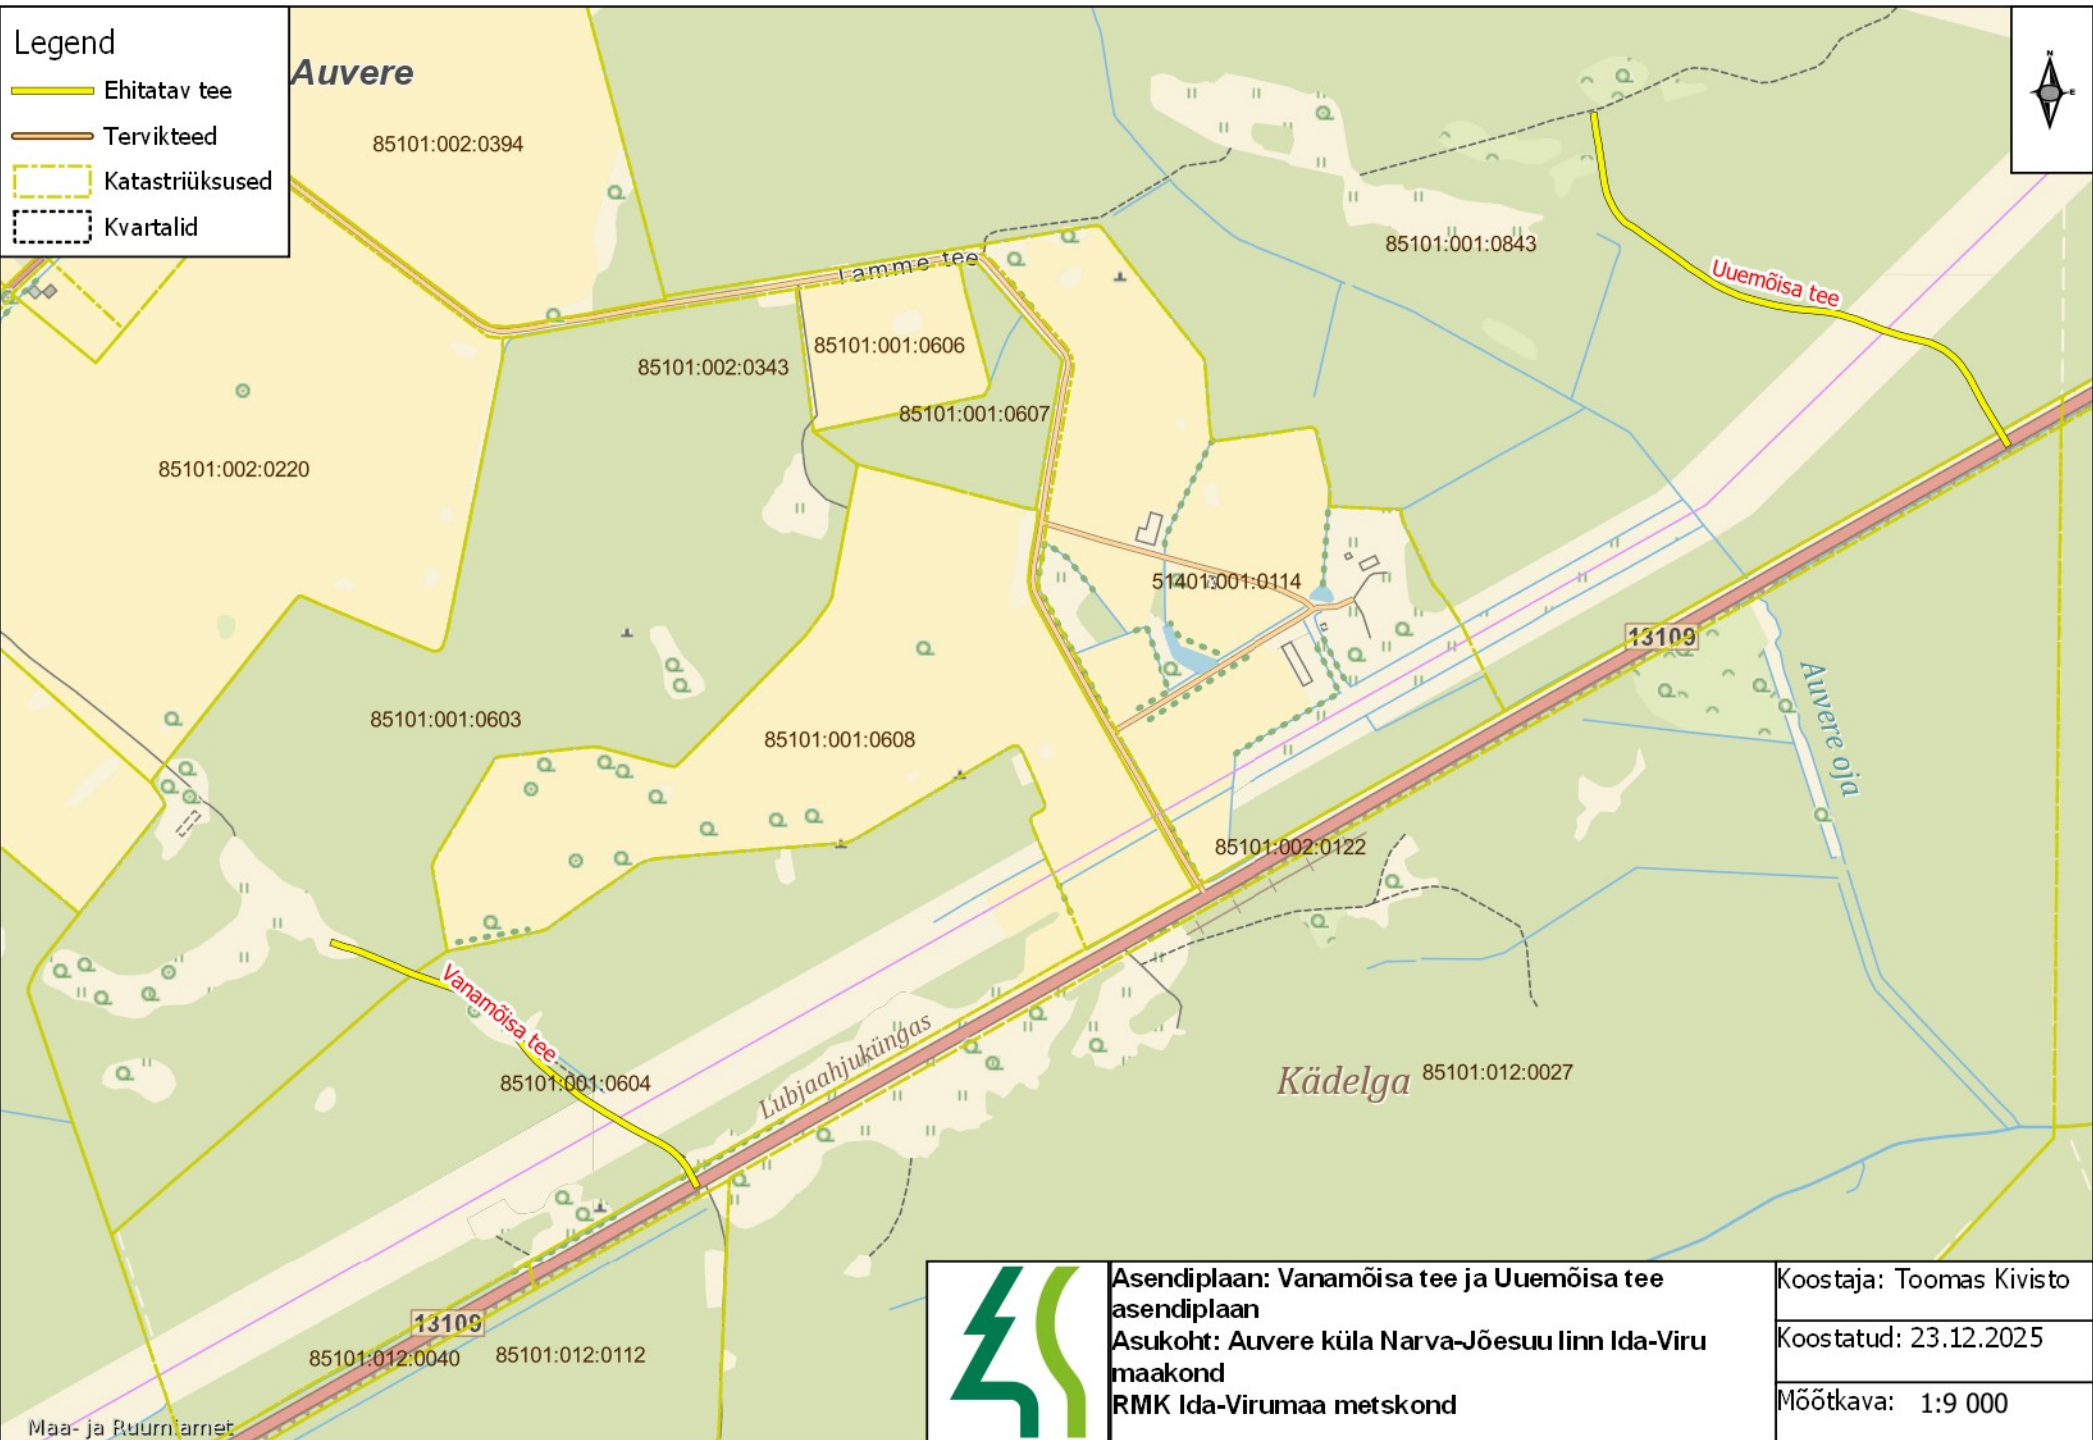 Legend
Ehitatav tee
Tervikteed
Katastriüksused
Kvartalid
Auvere
85101:002:0394
N
E
85101:001:0843
Lamme tee
Uuemõisa tee
85101:001:0606
85101:002:0343
85101:001:0607
85101:002:0220
51401:001:0114
13109
85101:001:0603
85101:001:0608
Auvere oja
85101:002:0122
Vanamõisa tee
Lubjaahjuküngas
85101:001:0604
Kädelga
85101:012:0027
13109
85101:012:0040
85101:012:0112
Maa- ja Ruumiamet
Asendiplaan: Vanamõisa tee ja Uuemõisa tee
asendiplaan
Asukoht: Auvere küla Narva-Jõesuu linn Ida-Viru
maakond
RMK Ida-Virumaa metskond
Koostaja: Toomas Kivisto
Koostatud: 23.12.2025
Mõõtkava: 1:9 000